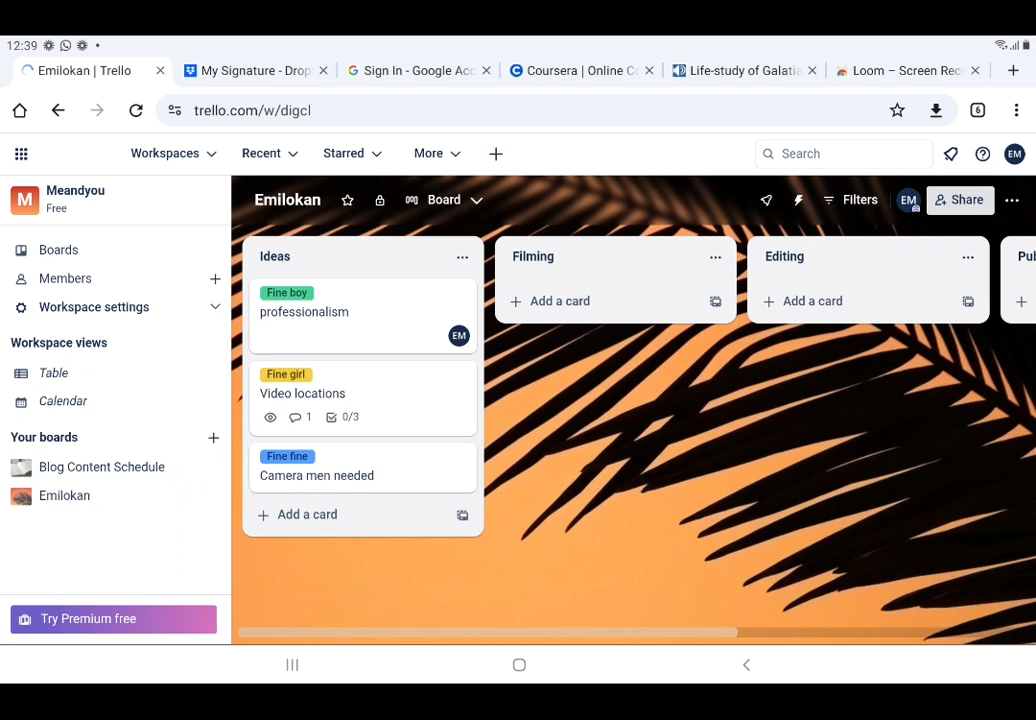 12:39
Emilokan | Trello
My Signature - Drop
Sign In - Google Acc
Coursera | Online Co
Life-study of Galatia
Loom – Screen Rec
trello.com/w/digcl
6
Workspaces
Recent
Starred
More
Search
EM
M
Meandyou
Free
Emilokan
Board
Filters
EM
Share
Boards
Members
Workspace settings
Workspace views
Table
Calendar
Your boards
Blog Content Schedule
Emilokan
Try Premium free
Ideas
Fine boy
professionalism
EM
Fine girl
Video locations
1
0/3
Fine fine
Camera men needed
Add a card
Filming
Add a card
Editing
Add a card
Pu